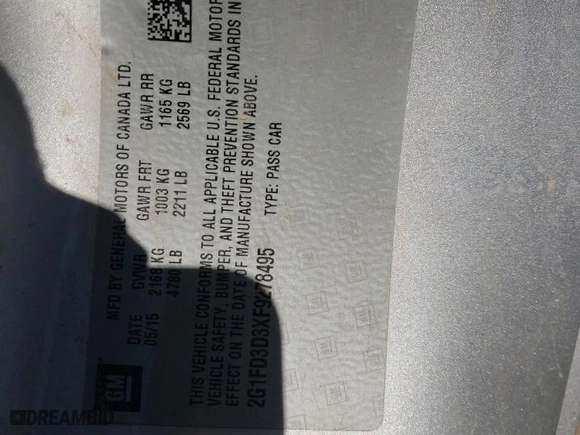 GM
MFD BY GENERAL MOTORS OF CANADA LTD.
DATE GVWR GAWR FRT GAWR RR
05/15 2168 KG 1003 KG 1165 KG
4780 LB 2211 LB 2569 LB
THIS VEHICLE CONFORMS TO ALL APPLICABLE U.S. FEDERAL MOTOR
VEHICLE SAFETY, BUMPER, AND THEFT PREVENTION STANDARDS IN
EFFECT ON THE DATE OF MANUFACTURE SHOWN ABOVE.
2G1FD3D3XF9278495 TYPE: PASS CAR
DREAMBID